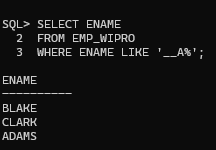 SQL> SELECT ENAME
2 FROM EMP_WIPRO
3 WHERE ENAME LIKE '__A%';
ENAME
----------
BLAKE
CLARK
ADAMS